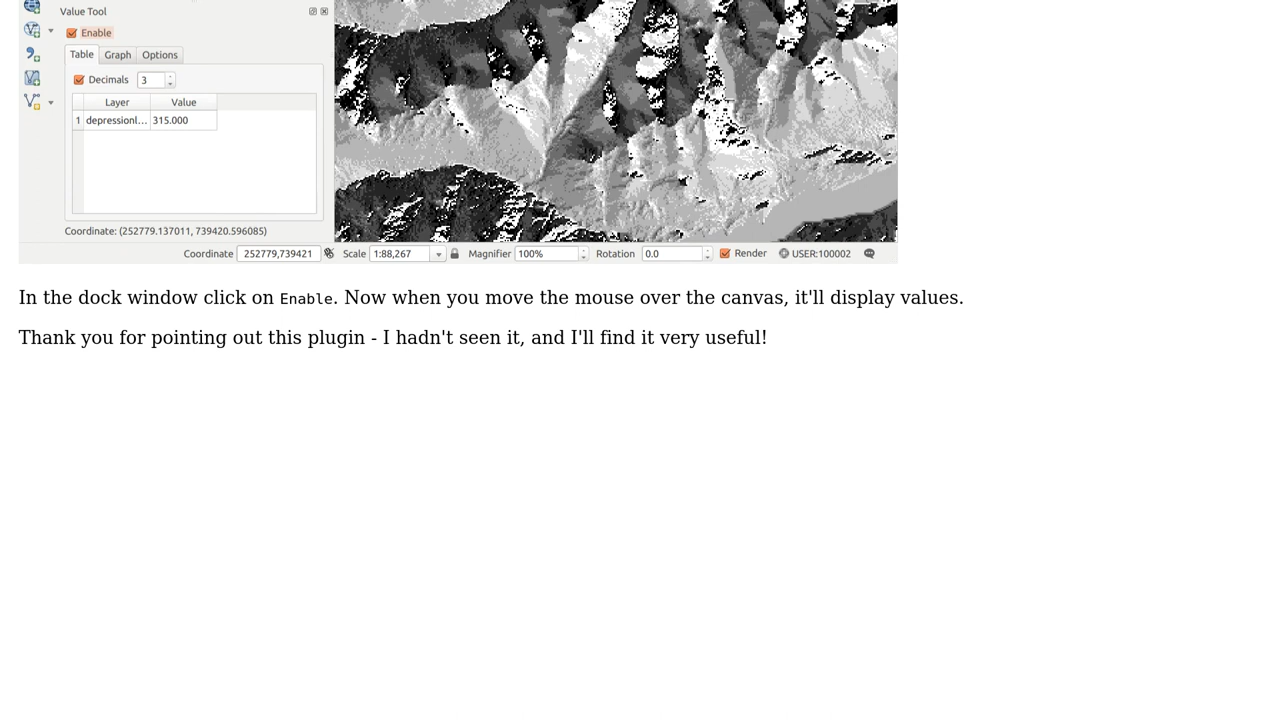 Value Tool
Enable
Table Graph Options
Decimals 3
Layer Value
1 depressionl... 315.000
Coordinate: (252779.137011, 739420.596085)
Coordinate 252779,739421 Scale 1:88,267 Magnifier 100% Rotation 0.0 Render USER:100002
In the dock window click on Enable. Now when you move the mouse over the canvas, it'll display values.
Thank you for pointing out this plugin - I hadn't seen it, and I'll find it very useful!